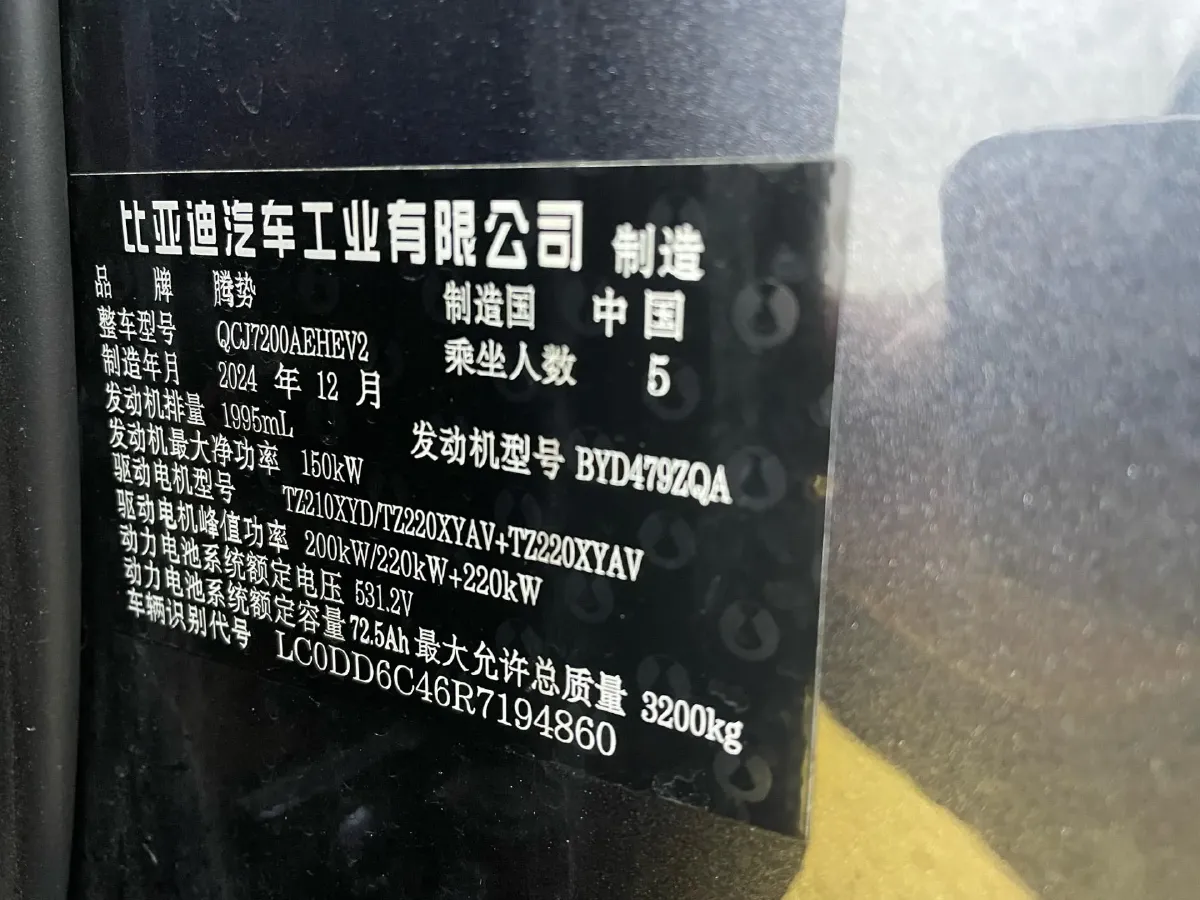 比亚迪汽车工业有限公司 制造
品 牌 腾势 制造国 中国
整车型号 QCJ7200AEHEV2 乘坐人数 5
制造年月 2024 年 12 月
发动机排量 1995mL 发动机型号 BYD479ZQA
发动机最大净功率 150kW
驱动电机型号 TZ210XYD/TZ220XYAV+TZ220XYAV
驱动电机峰值功率 200kW/220kW+220kW
动力电池系统额定电压 531.2V
动力电池系统额定容量 72.5Ah 最大允许总质量 3200kg
车辆识别代号 LC0DD6C46R7194860